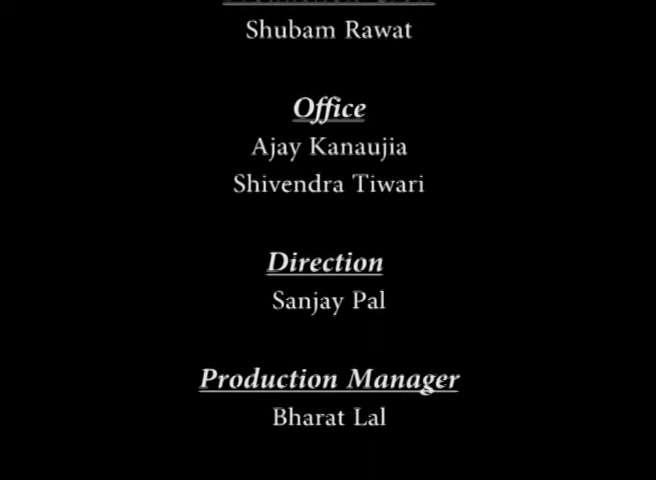 Shubam Rawat
Office
Ajay Kanaujia
Shivendra Tiwari
Direction
Sanjay Pal
Production Manager
Bharat Lal